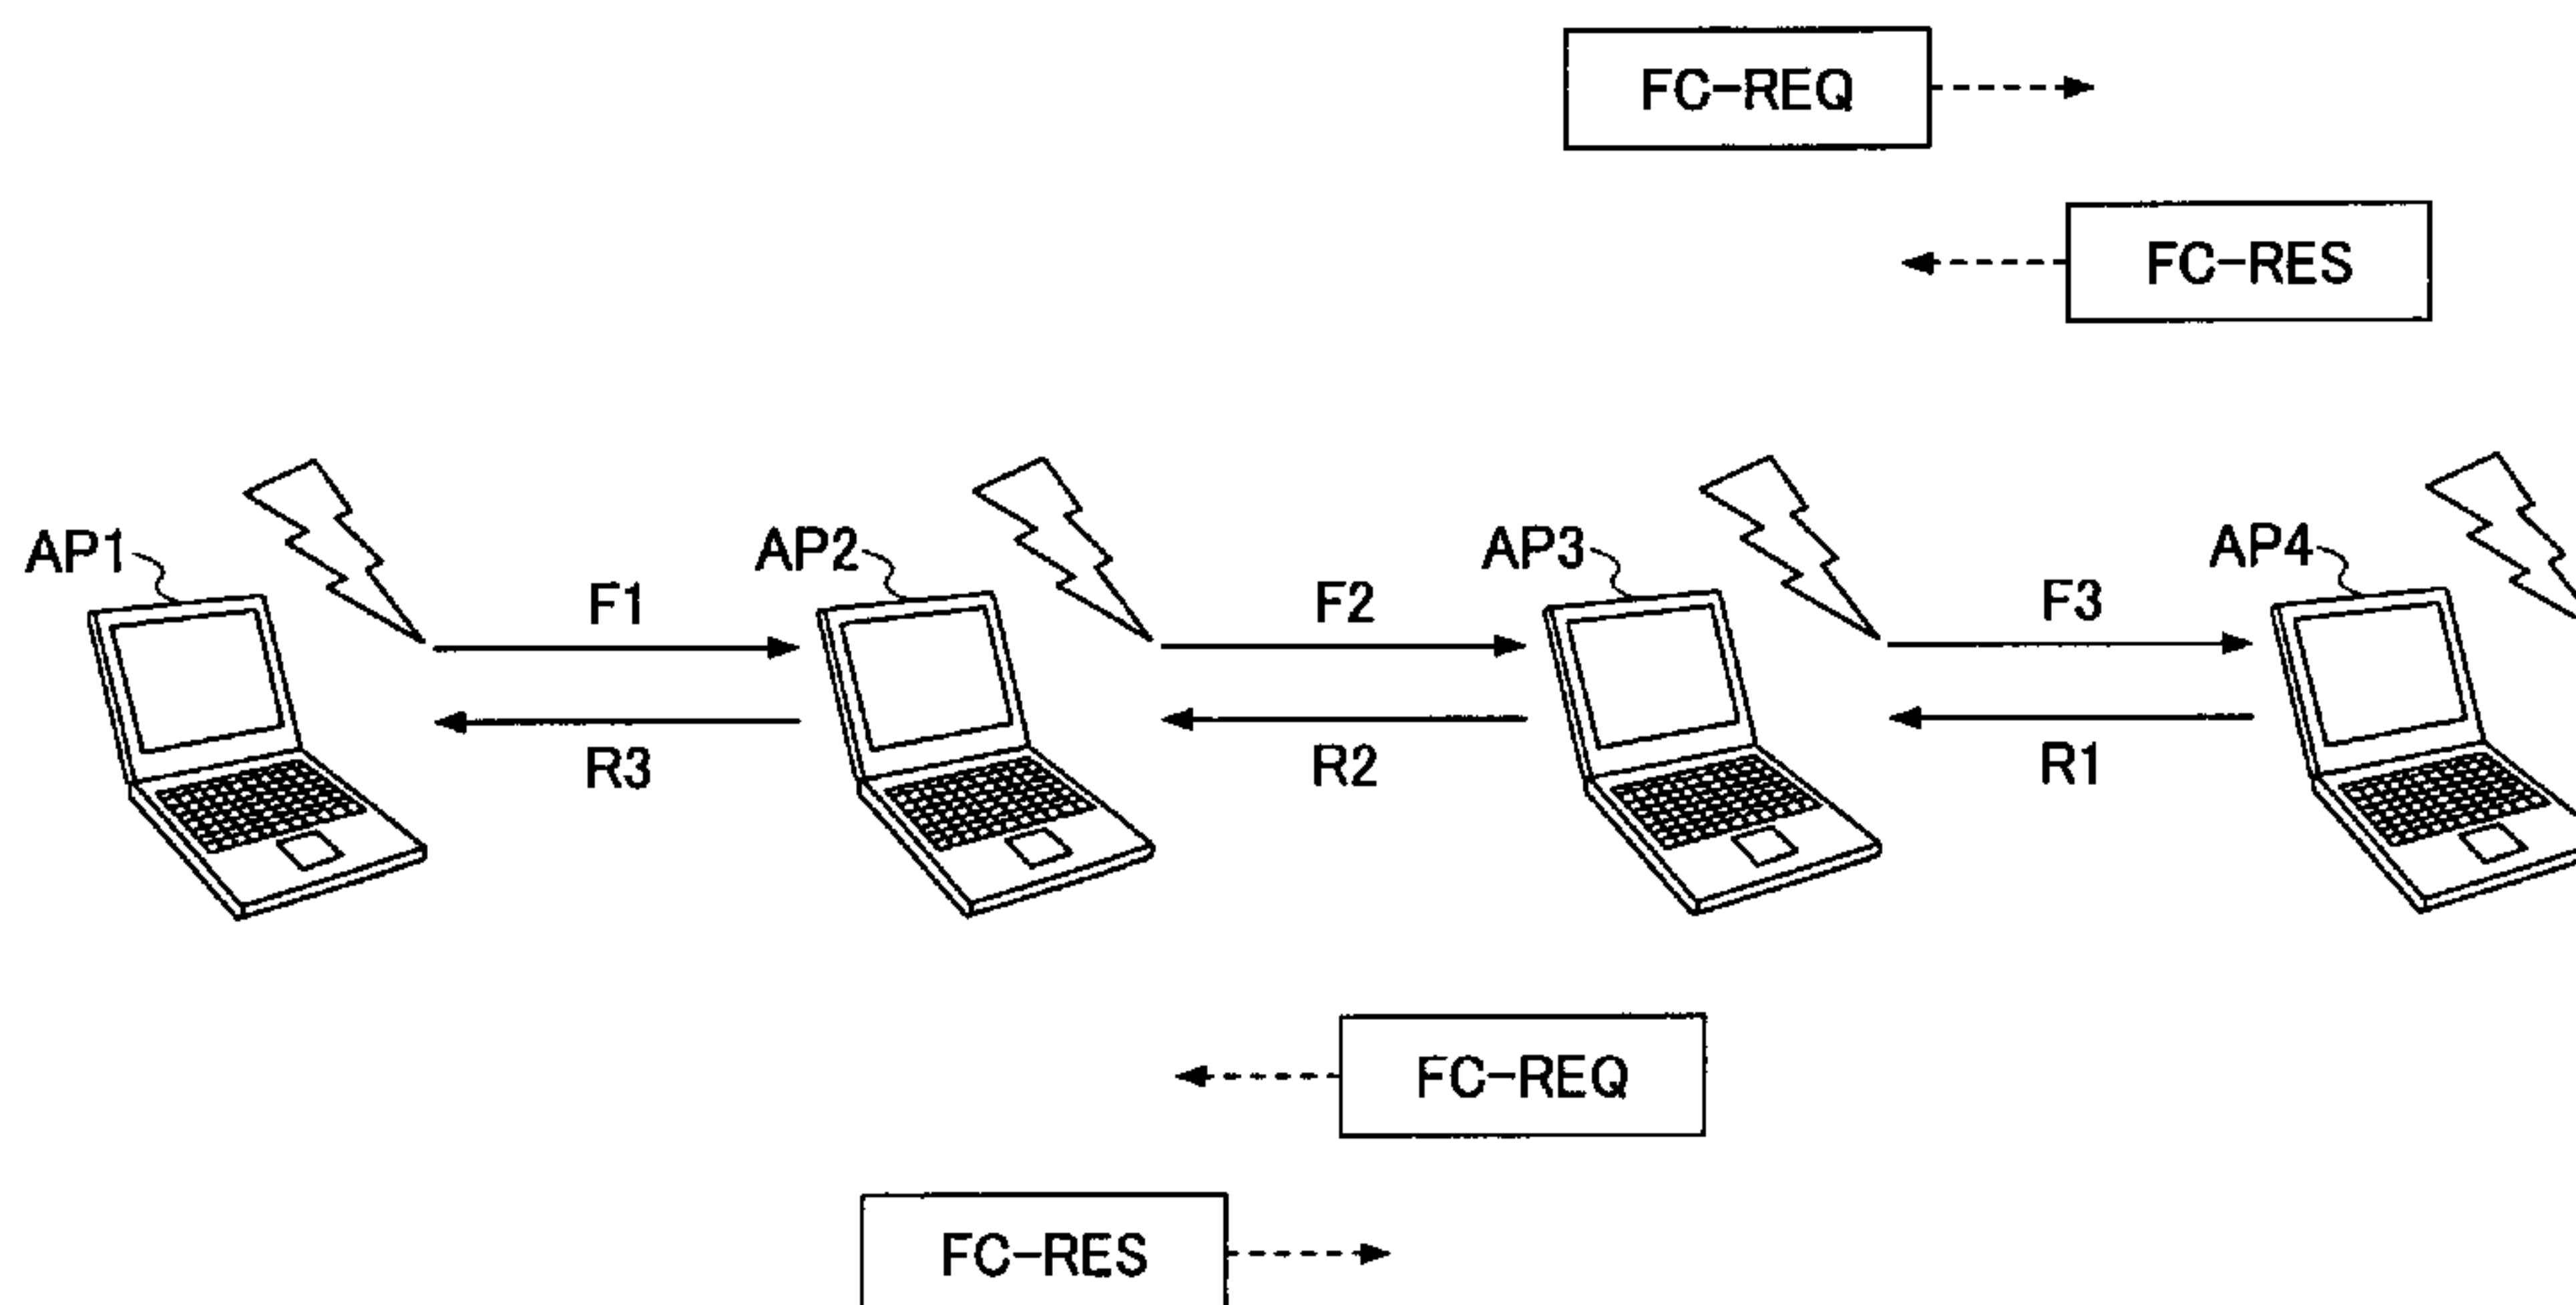 FC-REQ
FC-RES
AP1
AP2
AP3
AP4
F1
F2
F3
R3
R2
R1
FC-REQ
FC-RES